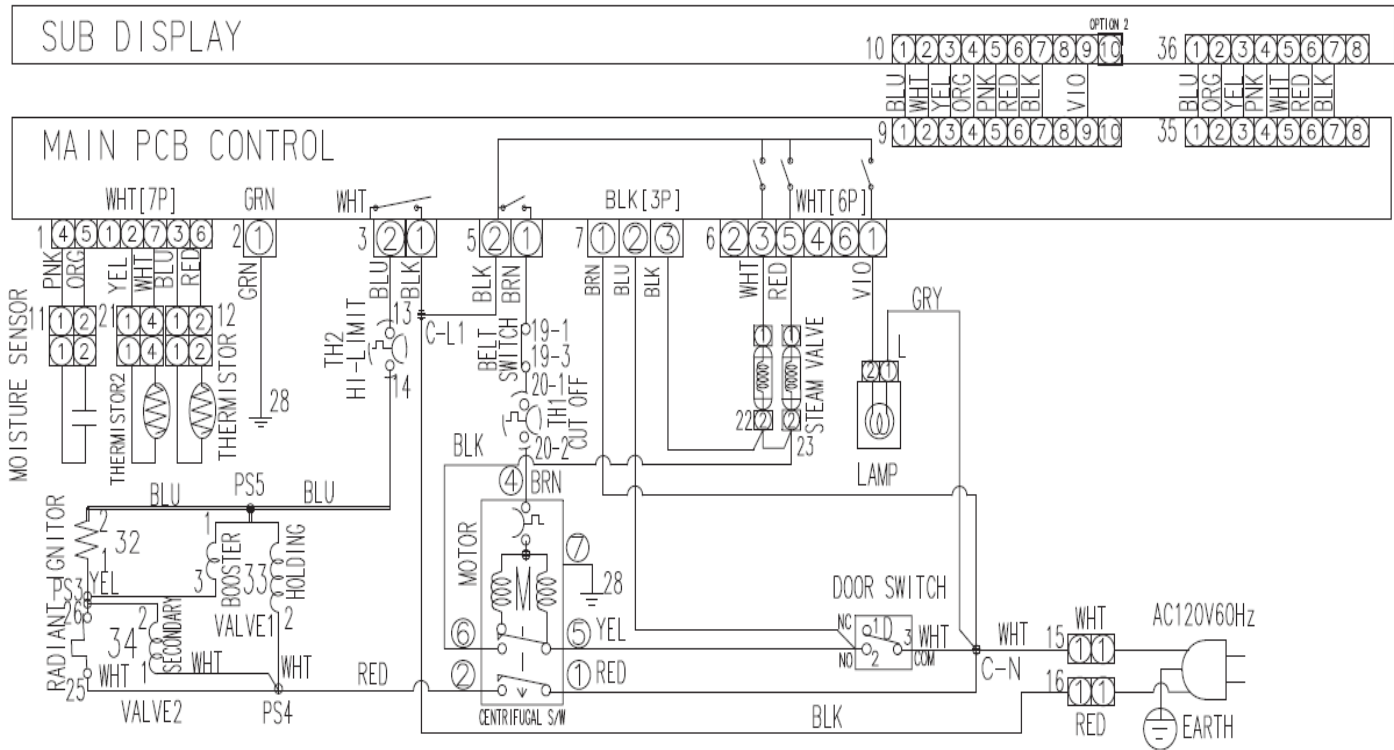 OPTION 2
SUB DISPLAY
10 1 2 3 4 5 6 7 8 9 10
36 1 2 3 4 5 6 7 8
BLU WHT YEL ORG PNK RED BLK VIO
BLU ORG YEL PNK WHT RED BLK
9 1 2 3 4 5 6 7 8 9 10
35 1 2 3 4 5 6 7 8
MAIN PCB CONTROL
WHT[7P] GRN WHT BLK[3P] WHT[6P]
1 4 5 1 2 7 3 6
2 1
3 2 1
5 2 1
7 1 2 3
6 2 3 5 4 6 1
PNK ORG YEL WHT BLU RED
GRN
BLU BLK
BLK BRN
BRN BLU BLK
WHT RED VIO
GRY
MOISTURE SENSOR
11 1 2
1 2
21 1 4 1 2 12
1 4 1 2
THERMISTOR2
THERMISTOR
28
TH2
HI-LIMIT
13
14
C-L1
BELT
SWITCH
19-1
19-3
20-1
TH1
CUT OFF
20-2
1 1
22 2 2 23
STEAM VALVE
L
2 1
LAMP
BLK
4 BRN
BLU PS5 BLU
RADIANT IGNITOR
2
32
1
PS3 YEL
26
25
1
3
BOOSTER
33
HOLDING
2
VALVE1
34
2
SECONDARY
1
WHT
WHT
WHT
VALVE2
PS4
RED
MOTOR
M
7
28
6
5 YEL
2
1 RED
CENTRIFUGAL S/W
DOOR SWITCH
NC
1 D
3
NO
2
COM
WHT
WHT
C-N
WHT
15 1 1
16 1 1
RED
BLK
AC120V60Hz
EARTH